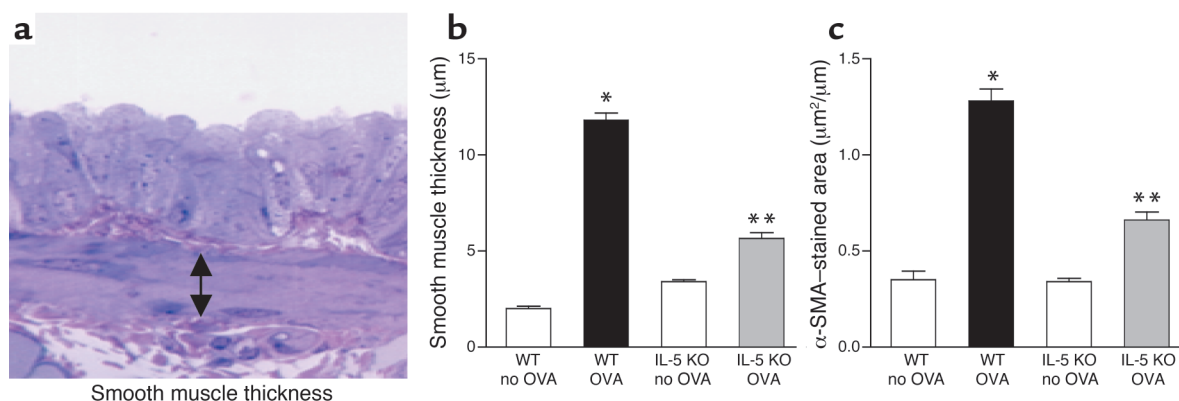 a
Smooth muscle thickness
b
Smooth muscle thickness (μm)
15
10
5
0
*
**
WT
no OVA
WT
OVA
IL-5 KO
no OVA
IL-5 KO
OVA
c
α-SMA–stained area (μm²/μm)
1.5
1.0
0.5
0.0
*
**
WT
no OVA
WT
OVA
IL-5 KO
no OVA
IL-5 KO
OVA